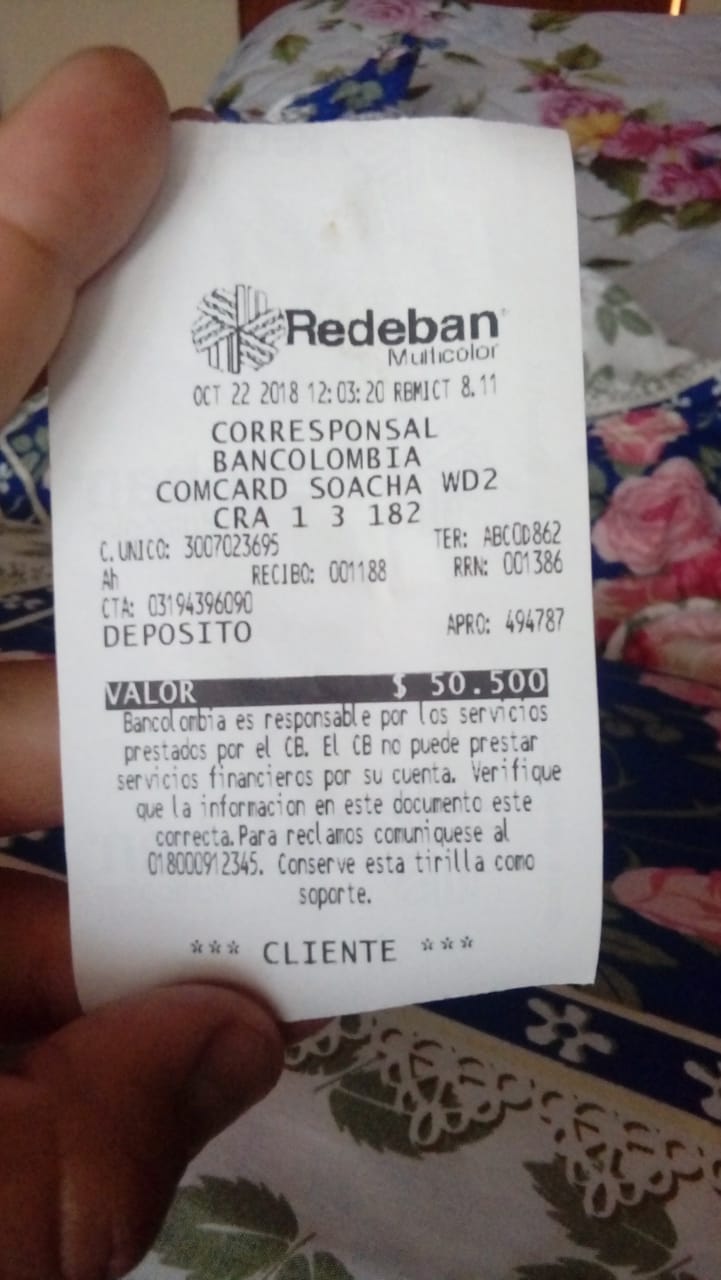 Redeban
Multicolor
OCT 22 2018 12:03:20 RBMICT 8.11
CORRESPONSAL
BANCOLOMBIA
COMCARD SOACHA WD2
CRA 1 3 182
C.UNICO: 3007023695 TER: ABCOD862
Ah RECIBO: 001188 RRN: 001386
CTA: 03194396090
DEPOSITO APRO: 494787
VALOR $ 50.500
Bancolombia es responsable por los servicios
prestados por el CB. El CB no puede prestar
servicios financieros por su cuenta. Verifique
que la informacion en este documento este
correcta.Para reclamos comuniquese al
018000912345. Conserve esta tirilla como
soporte.
*** CLIENTE ***